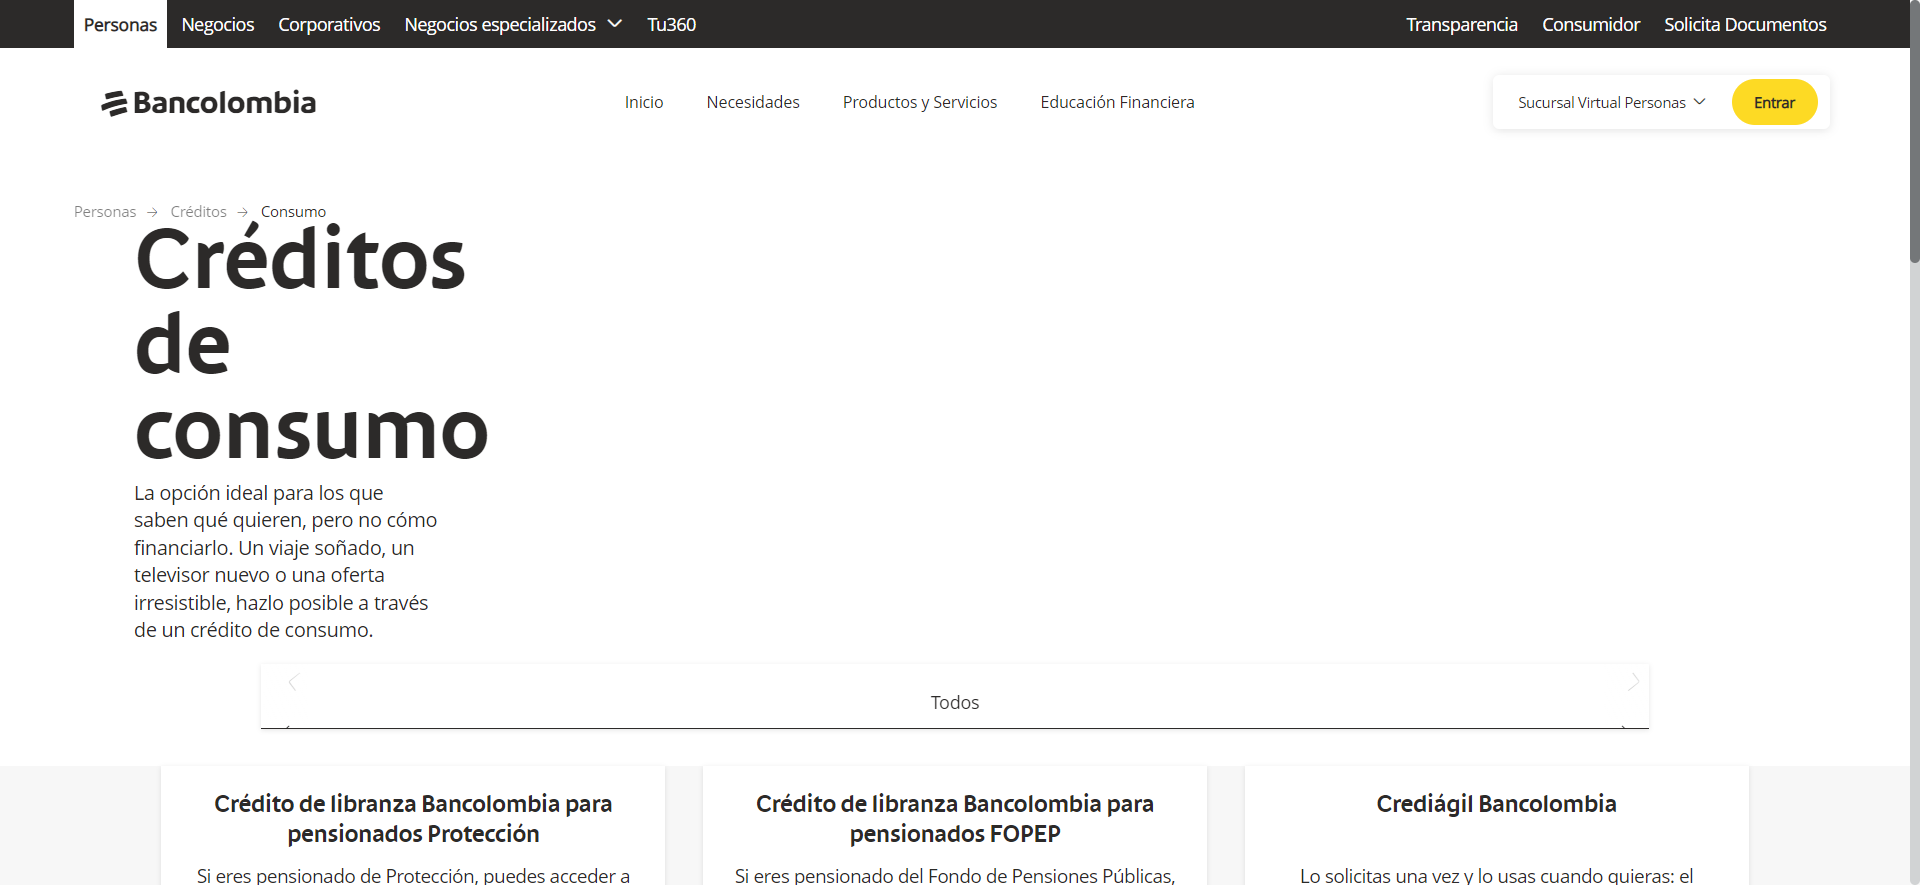 Personas
Negocios
Corporativos
Negocios especializados
Tu360
Transparencia
Consumidor
Solicita Documentos
Bancolombia
Inicio
Necesidades
Productos y Servicios
Educación Financiera
Sucursal Virtual Personas
Entrar
Personas
Créditos
Consumo
Créditos
de
consumo
La opción ideal para los que
saben qué quieren, pero no cómo
financiarlo. Un viaje soñado, un
televisor nuevo o una oferta
irresistible, hazlo posible a través
de un crédito de consumo.
Todos
Crédito de libranza Bancolombia para
pensionados Protección
Si eres pensionado de Protección, puedes acceder a
Crédito de libranza Bancolombia para
pensionados FOPEP
Si eres pensionado del Fondo de Pensiones Públicas,
Crediágil Bancolombia
Lo solicitas una vez y lo usas cuando quieras: el